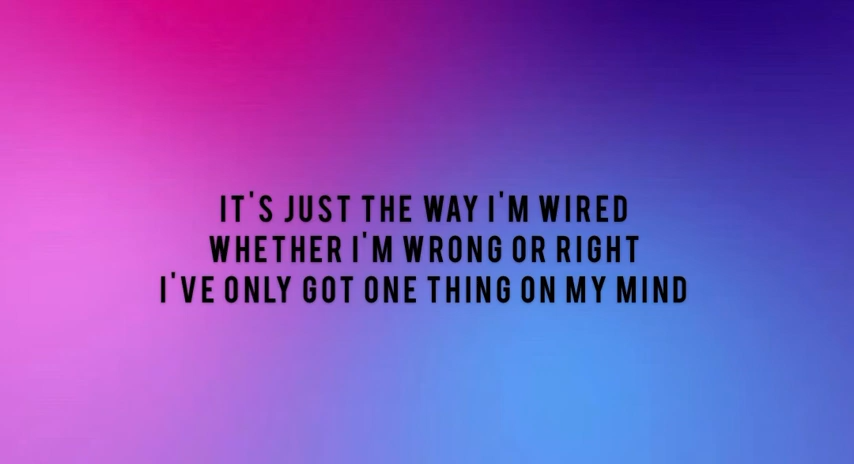 IT'S JUST THE WAY I'M WIRED
WHETHER I'M WRONG OR RIGHT
I'VE ONLY GOT ONE THING ON MY MIND